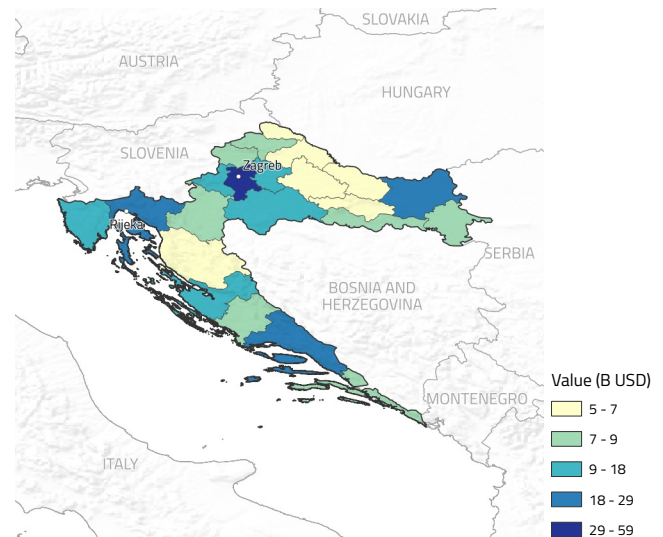 SLOVAKIA
AUSTRIA
HUNGARY
SLOVENIA
Zagreb
Rijeka
SERBIA
BOSNIA AND
HERZEGOVINA
MONTENEGRO
ITALY
Value (B USD)
5 - 7
7 - 9
9 - 18
18 - 29
29 - 59